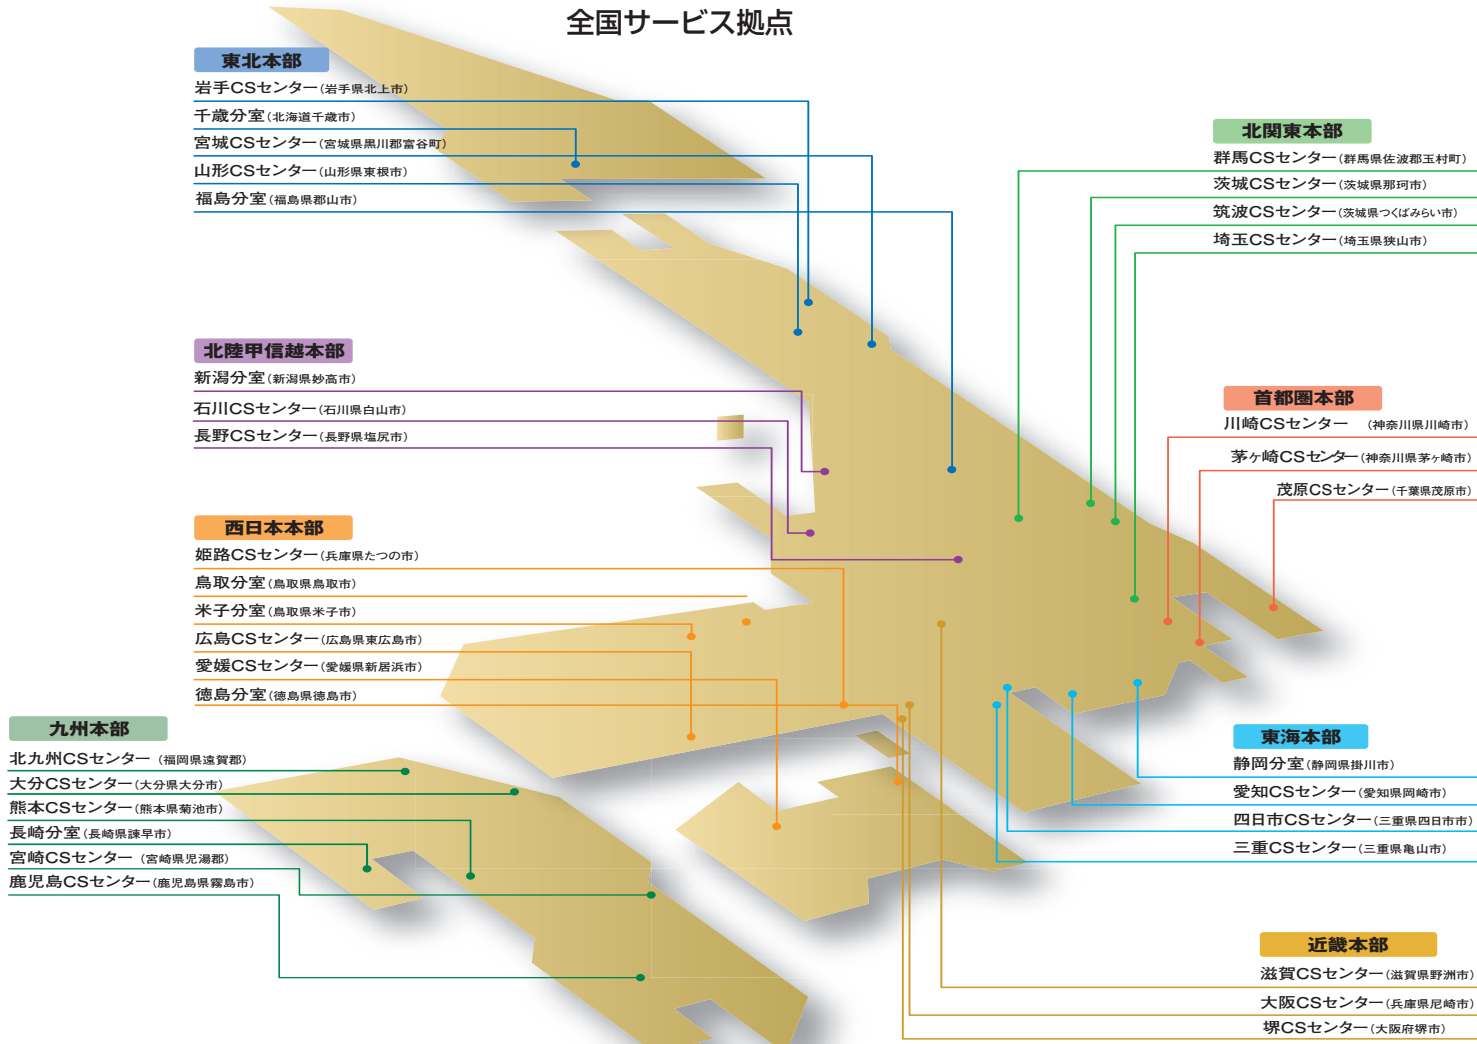 全国サービス拠点
東北本部
岩手CSセンター(岩手県北上市)
千歳分室(北海道千歳市)
宮城CSセンター(宮城県黒川郡富谷町)
山形CSセンター(山形県東根市)
福島分室(福島県郡山市)
北関東本部
群馬CSセンター(群馬県佐波郡玉村町)
茨城CSセンター(茨城県那珂市)
筑波CSセンター(茨城県つくばみらい市)
埼玉CSセンター(埼玉県狭山市)
北陸甲信越本部
新潟分室(新潟県妙高市)
石川CSセンター(石川県白山市)
長野CSセンター(長野県塩尻市)
首都圏本部
川崎CSセンター (神奈川県川崎市)
茅ヶ崎CSセンター(神奈川県茅ヶ崎市)
茂原CSセンター(千葉県茂原市)
西日本本部
姫路CSセンター(兵庫県たつの市)
鳥取分室(鳥取県鳥取市)
米子分室(鳥取県米子市)
広島CSセンター(広島県東広島市)
愛媛CSセンター(愛媛県新居浜市)
徳島分室(徳島県徳島市)
九州本部
北九州CSセンター (福岡県遠賀郡)
大分CSセンター(大分県大分市)
熊本CSセンター(熊本県菊池市)
長崎分室(長崎県諫早市)
宮崎CSセンター (宮崎県児湯郡)
鹿児島CSセンター(鹿児島県霧島市)
東海本部
静岡分室(静岡県掛川市)
愛知CSセンター(愛知県岡崎市)
四日市CSセンター(三重県四日市市)
三重CSセンター(三重県亀山市)
近畿本部
滋賀CSセンター(滋賀県野洲市)
大阪CSセンター(兵庫県尼崎市)
堺CSセンター(大阪府堺市)